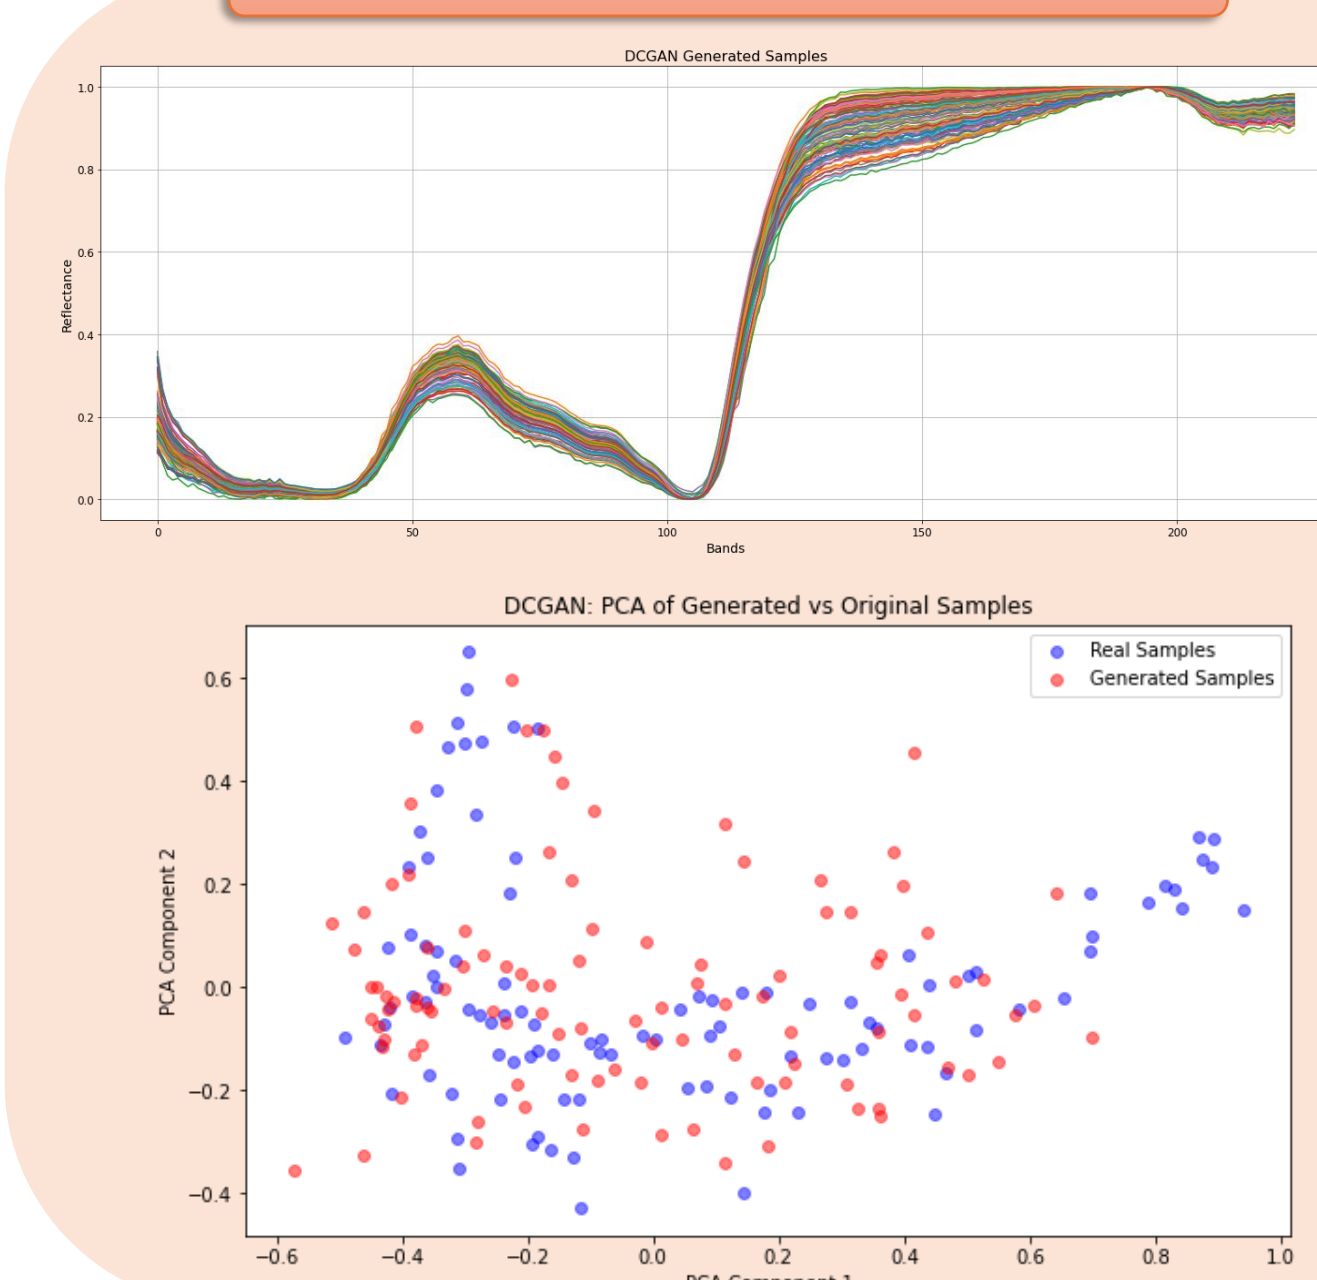 DCGAN Generated Samples
1.0
0.8
0.6
0.4
0.2
0.0
Reflectance
0 50 100 150 200
Bands
DCGAN: PCA of Generated vs Original Samples
Real Samples
Generated Samples
0.6
0.4
0.2
0.0
−0.2
−0.4
PCA Component 2
−0.6 −0.4 −0.2 0.0 0.2 0.4 0.6 0.8 1.0
PCA Component 1